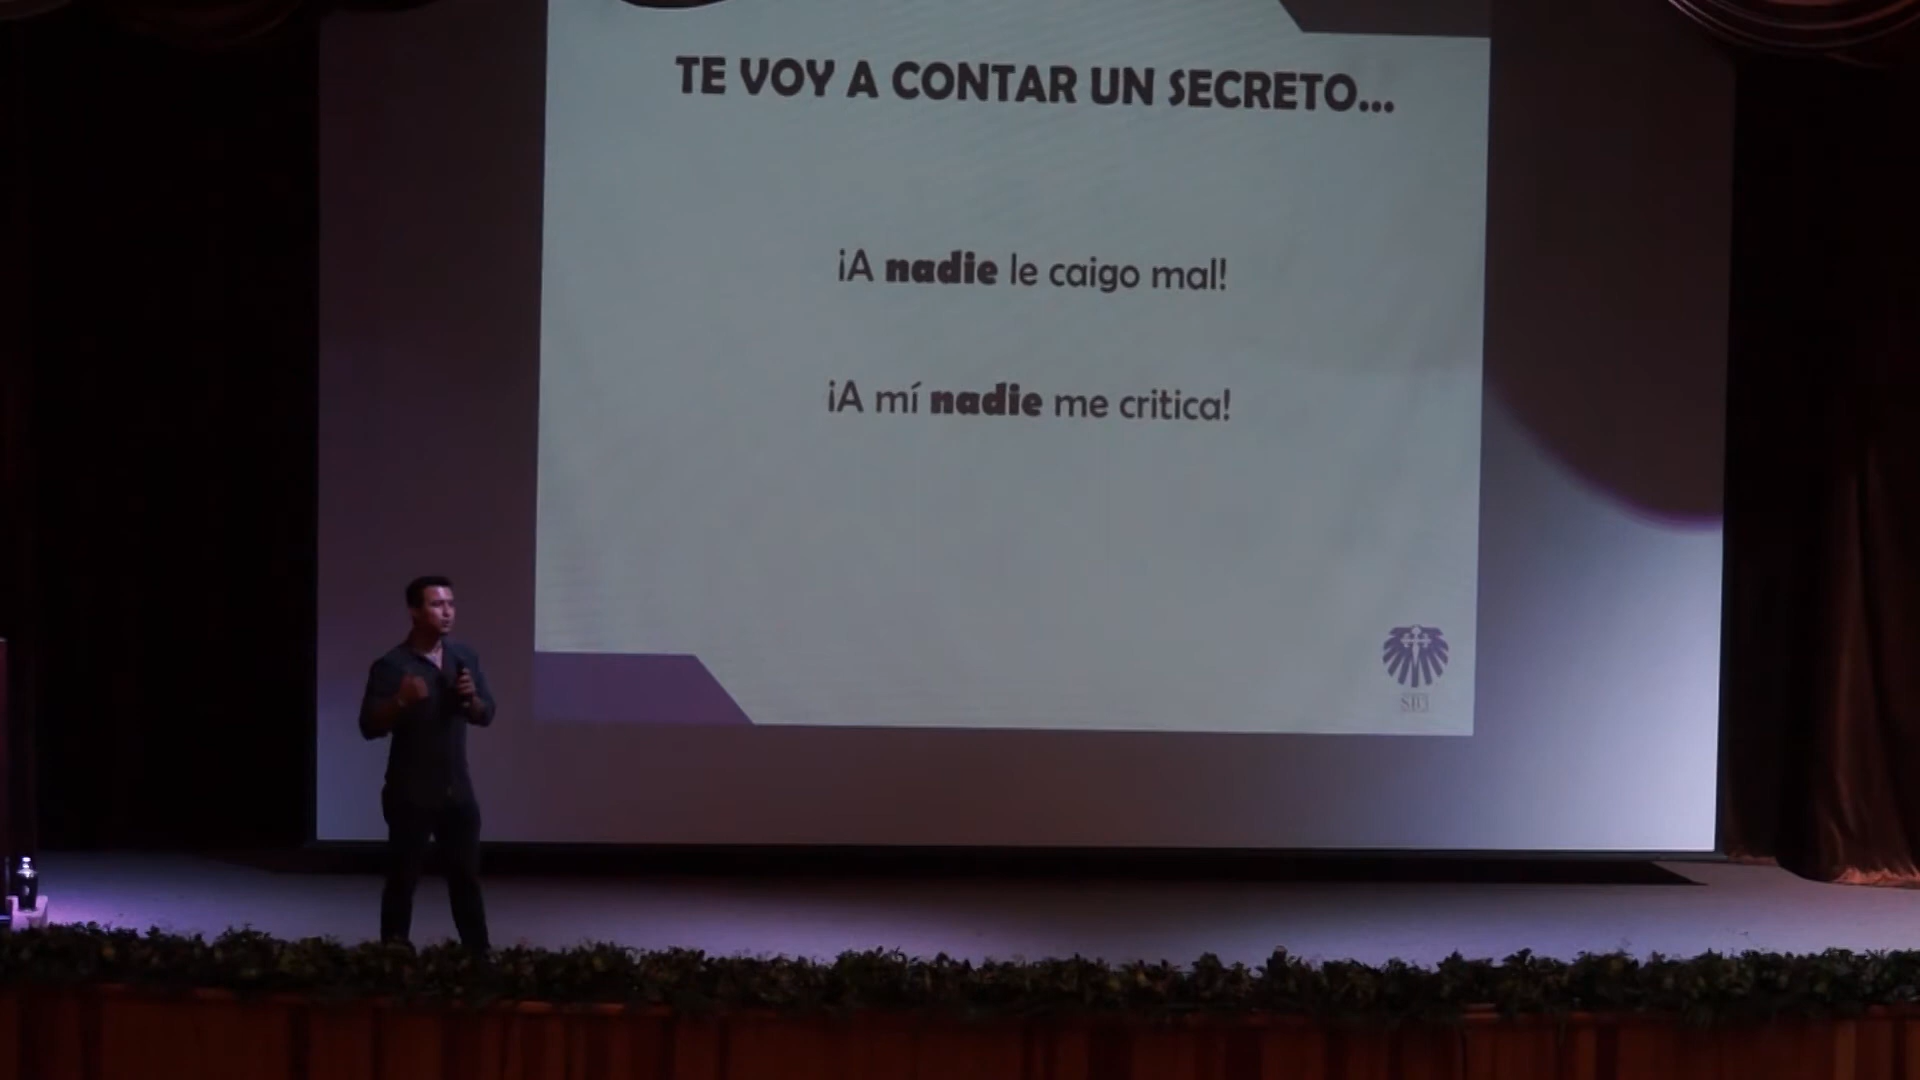 TE VOY A CONTAR UN SECRETO...
¡A nadie le caigo mal!
¡A mí nadie me critica!